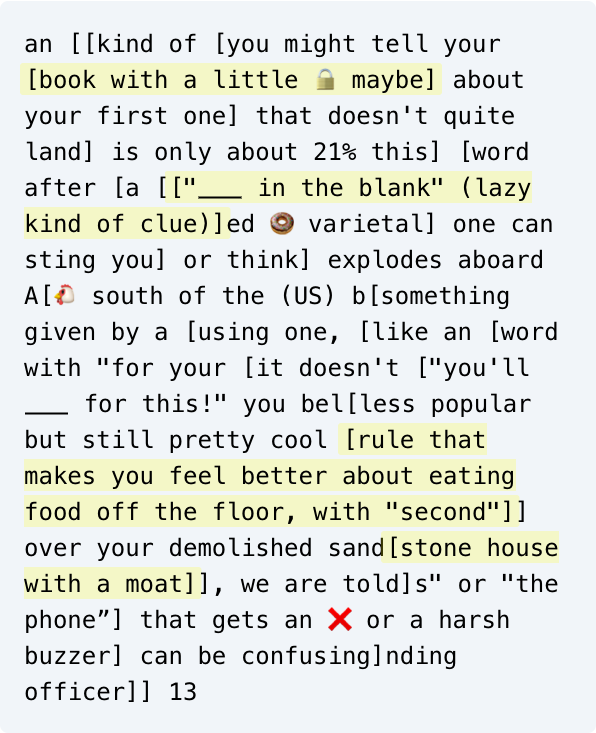 an [[kind of [you might tell your
[book with a little 🔒 maybe] about
your first one] that doesn't quite
land] is only about 21% this] [word
after [a [["___ in the blank" (lazy
kind of clue)]ed 🍩 varietal] one can
sting you] or think] explodes aboard
A[🐔 south of the (US) b[something
given by a [using one, [like an [word
with "for your [it doesn't ["you'll
___ for this!" you bel[less popular
but still pretty cool [rule that
makes you feel better about eating
food off the floor, with "second"]]
over your demolished sand[stone house
with a moat]], we are told]s" or "the
phone”] that gets an ❌ or a harsh
buzzer] can be confusing]nding
officer]] 13